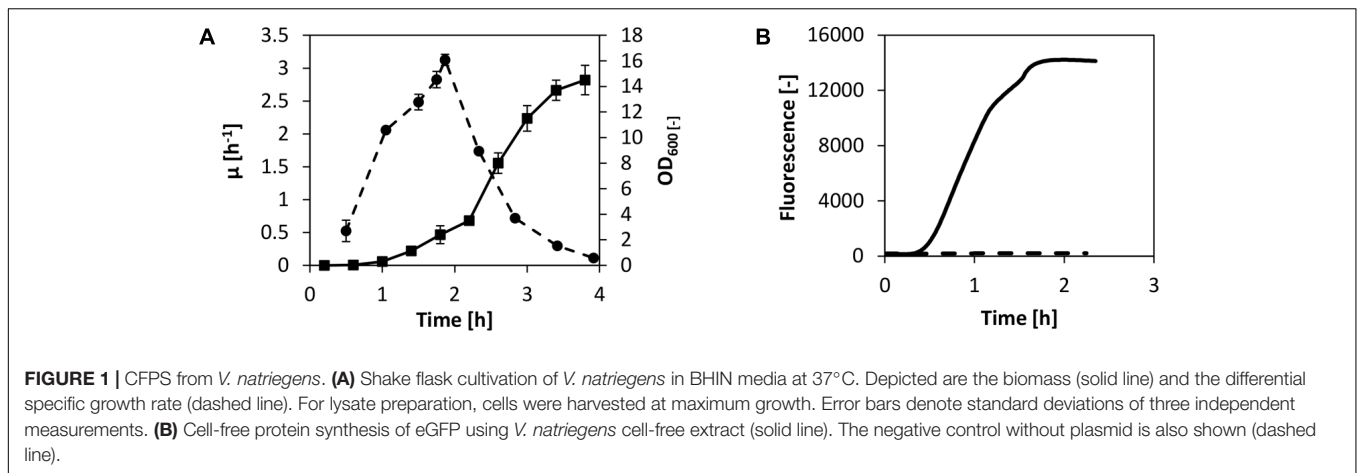 A
B
3.5
3
2.5
2
1.5
1
0.5
0
μ [h-1]
18
16
14
12
10
8
6
4
2
0
OD600 [-]
0 1 2 3 4
Time [h]
16000
12000
8000
4000
0
Fluorescence [-]
0 1 2 3
Time [h]
FIGURE 1 | CFPS from V. natriegens. (A) Shake flask cultivation of V. natriegens in BHIN media at 37°C. Depicted are the biomass (solid line) and the differential
specific growth rate (dashed line). For lysate preparation, cells were harvested at maximum growth. Error bars denote standard deviations of three independent
measurements. (B) Cell-free protein synthesis of eGFP using V. natriegens cell-free extract (solid line). The negative control without plasmid is also shown (dashed
line).